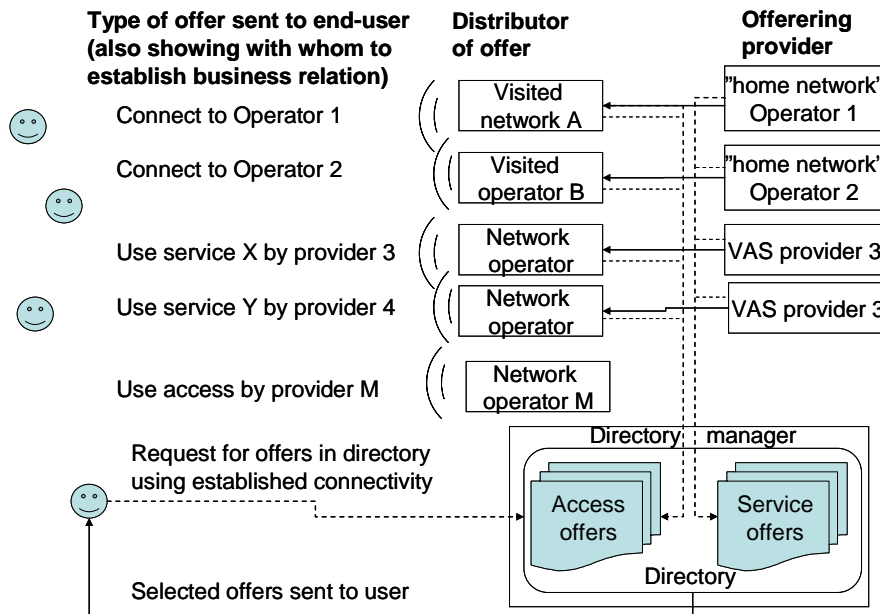 Type of offer sent to end-user
(also showing with whom to
establish business relation)
Distributor
of offer
Offerering
provider
Connect to Operator 1
Visited
network A
"home network"
Operator 1
Connect to Operator 2
Visited
operator B
"home network"
Operator 2
Use service X by provider 3
Network
operator
VAS provider 3
Use service Y by provider 4
Network
operator
VAS provider 3
Use access by provider M
Network
operator M
Directory manager
Request for offers in directory
using established connectivity
Access
offers
Service
offers
Directory
Selected offers sent to user